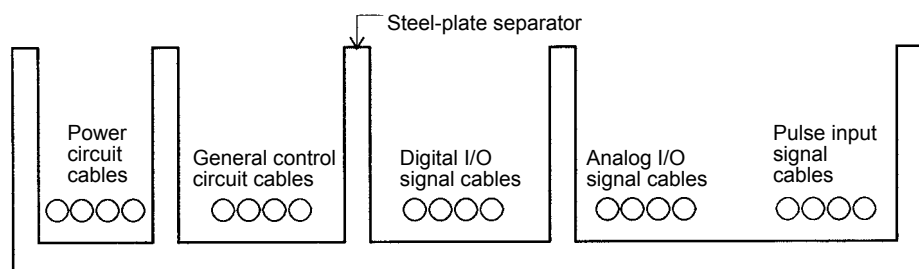 Steel-plate separator
Power
circuit
cables
General control
circuit cables
Digital I/O
signal cables
Analog I/O
signal cables
Pulse input
signal
cables